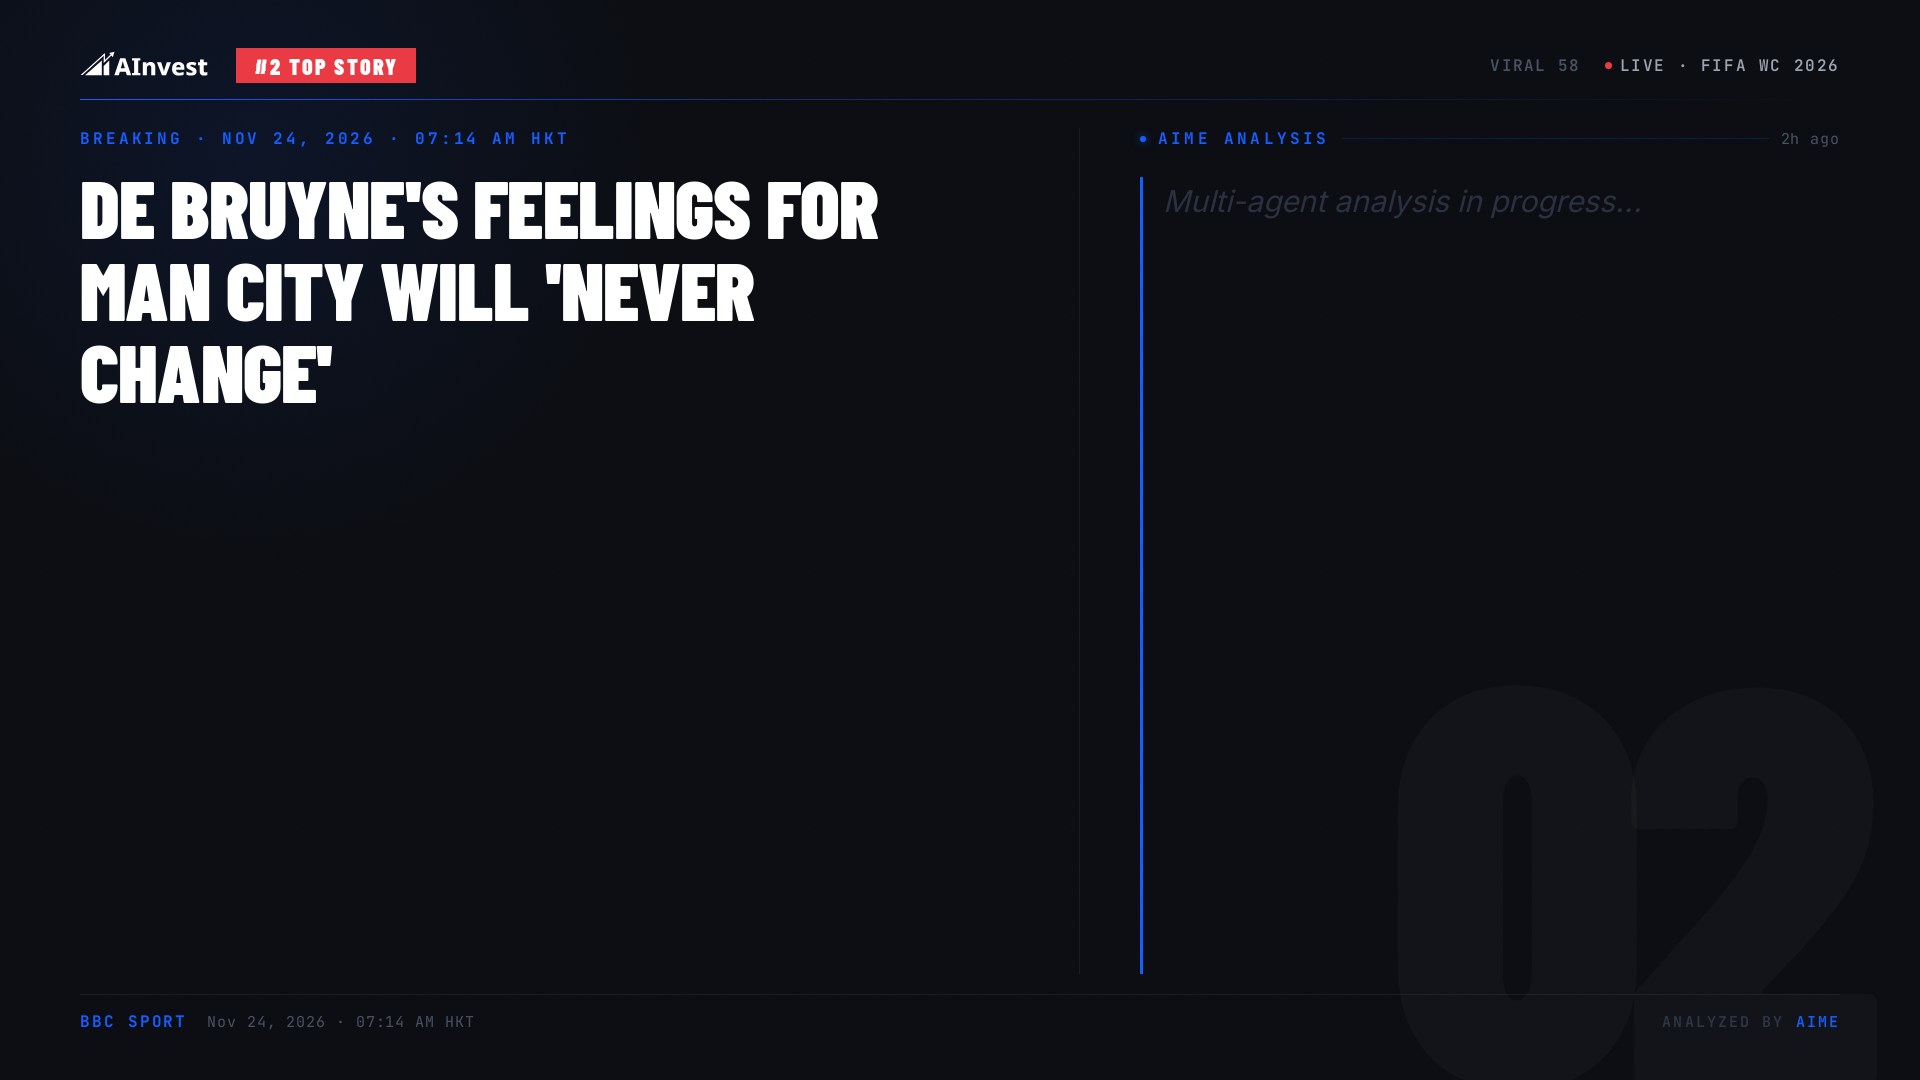 AInvest
#2 TOP STORY
VIRAL 58
LIVE · FIFA WC 2026
BREAKING · NOV 24, 2026 · 07:14 AM HKT
DE BRUYNE'S FEELINGS FOR
MAN CITY WILL 'NEVER
CHANGE'
AIME ANALYSIS
2h ago
Multi-agent analysis in progress...
02
BBC SPORT
Nov 24, 2026 · 07:14 AM HKT
ANALYZED BY AIME